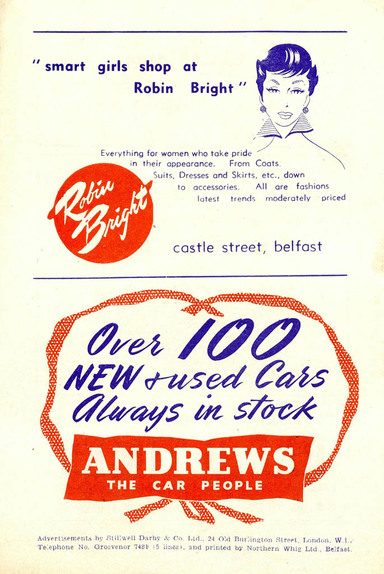 "smart girls shop at
Robin Bright"
Everything for women who take pride
in their appearance. From Coats.
Suits, Dresses and Skirts, etc., down
to accessories. All are fashions
latest trends moderately priced
Robin
Bright
castle street, belfast
Over 100
NEW & used Cars
Always in stock
ANDREWS
THE CAR PEOPLE
Advertisements by Stillwell Darby & Co. Ltd., 24 Old Burlington Street, London, W.1.,
Telephone No. Grosvenor 7489 (5 lines), and printed by Northern Whig Ltd., Belfast.